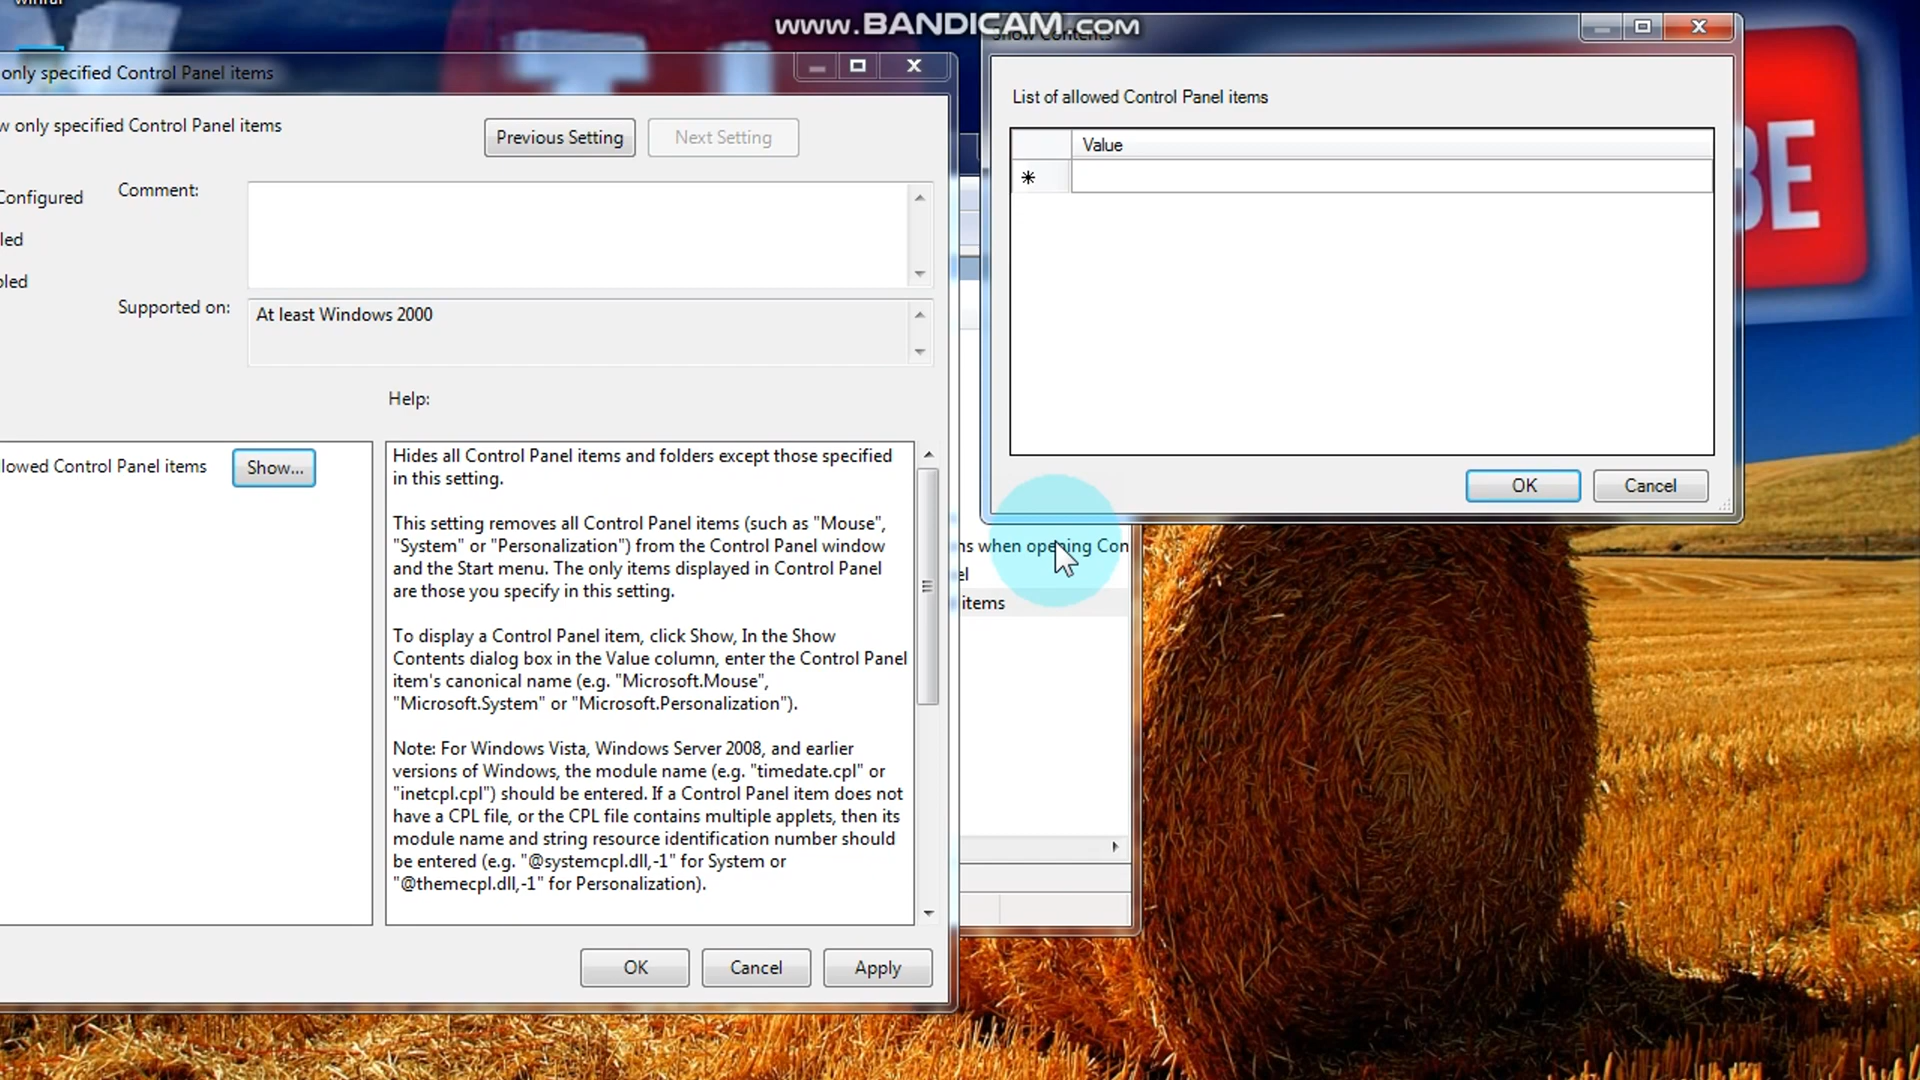 www.BANDICAM.com
only specified Control Panel items
w only specified Control Panel items
Previous Setting
Next Setting
Configured
Comment:
led
bled
Supported on:
At least Windows 2000
Help:
lowed Control Panel items
Show...
Hides all Control Panel items and folders except those specified
in this setting.
This setting removes all Control Panel items (such as "Mouse",
"System" or "Personalization") from the Control Panel window
and the Start menu. The only items displayed in Control Panel
are those you specify in this setting.
To display a Control Panel item, click Show, In the Show
Contents dialog box in the Value column, enter the Control Panel
item's canonical name (e.g. "Microsoft.Mouse",
"Microsoft.System" or "Microsoft.Personalization").
Note: For Windows Vista, Windows Server 2008, and earlier
versions of Windows, the module name (e.g. "timedate.cpl" or
"inetcpl.cpl") should be entered. If a Control Panel item does not
have a CPL file, or the CPL file contains multiple applets, then its
module name and string resource identification number should
be entered (e.g. "@systemcpl.dll,-1" for System or
"@themecpl.dll,-1" for Personalization).
OK
Cancel
Apply
Show Contents
List of allowed Control Panel items
Value
OK
Cancel
ns when opening Con
el
items
BE